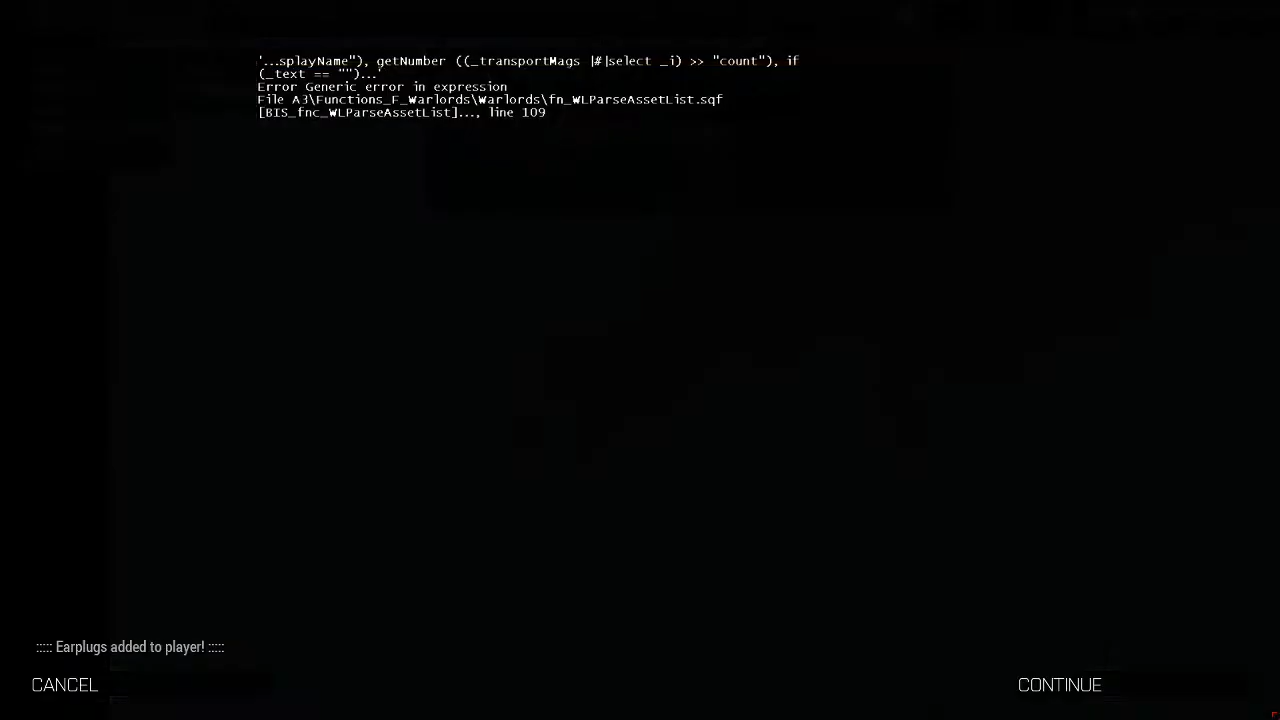 '...splayName"), getNumber ((_transportMags |#|select _i) >> "count"), if
(_text == "")...'
Error Generic error in expression
File A3\Functions_F_Warlords\Warlords\fn_WLParseAssetList.sqf
[BIS_fnc_WLParseAssetList]..., line 109
::::: Earplugs added to player! :::::
CANCEL
CONTINUE